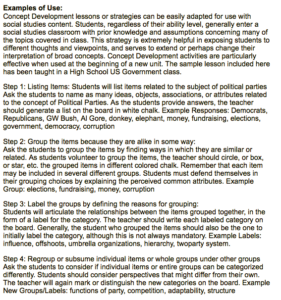 Examples of Use:
Concept Development lessons or strategies can be easily adapted for use with
social studies content. Students, regardless of their ability level, generally enter a
social studies classroom with prior knowledge and assumptions concerning many of
the topics covered in class. This strategy is extremely helpful in exposing students to
different thoughts and viewpoints, and serves to extend or perhaps change their
interpretation of broad concepts. Concept Development activities are particularly
effective when used at the beginning of a new unit. The sample lesson included here
has been taught in a High School US Government class.
Step 1: Listing Items: Students will list items related to the subject of political parties
Ask the students to name as many ideas, objects, associations, or attributes related
to the concept of Political Parties. As the students provide answers, the teacher
should generate a list on the board in white chalk. Example Responses: Democrats,
Republicans, GW Bush, Al Gore, donkey, elephant, money, fundraising, elections,
government, democracy, corruption
Step 2: Group the items because they are alike in some way:
Ask the students to group the items by finding ways in which they are similar or
related. As students volunteer to group the items, the teacher should circle, or box,
or star, etc. the grouped items in different colored chalk. Remember that each item
may be included in several different groups. Students must defend themselves in
their grouping choices by explaining the perceived common attributes. Example
Group: elections, fundraising, money, corruption
Step 3: Label the groups by defining the reasons for grouping:
Students will articulate the relationships between the items grouped together, in the
form of a label for the category. The teacher should write each labeled category on
the board. Generally, the student who grouped the items should also be the one to
initially label the category, although this is not always mandatory. Example Labels:
influence, offshoots, umbrella organizations, hierarchy, twoparty system.
Step 4: Regroup or subsume individual items or whole groups under other groups
Ask the students to consider if individual items or entire groups can be categorized
differently. Students should consider perspectives that might differ from their own.
The teacher will again mark or distinguish the new categories on the board. Example
New Groups/Labels: functions of party, competition, adaptability, structure